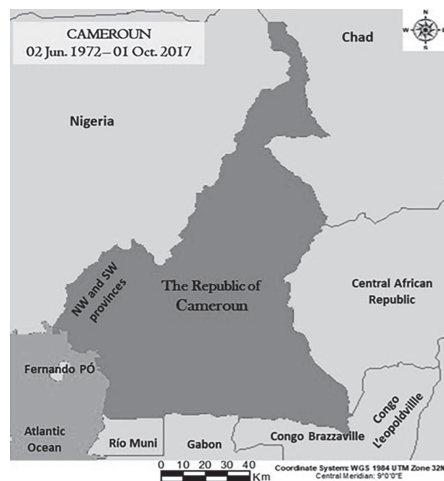 CAMEROUN
02 Jun. 1972– 01 Oct. 2017
N
W
E
S
Chad
Nigeria
NW and SW
provinces
The Republic of
Cameroun
Central African
Republic
Fernando PÓ
Atlantic
Ocean
Río Muni
Gabon
Congo Brazzaville
Congo
L'eopoldvillle
0 10 20 30 40
Km
Coordinate System: WGS 1984 UTM Zone 32N
Central Meridian: 9°0'0"E